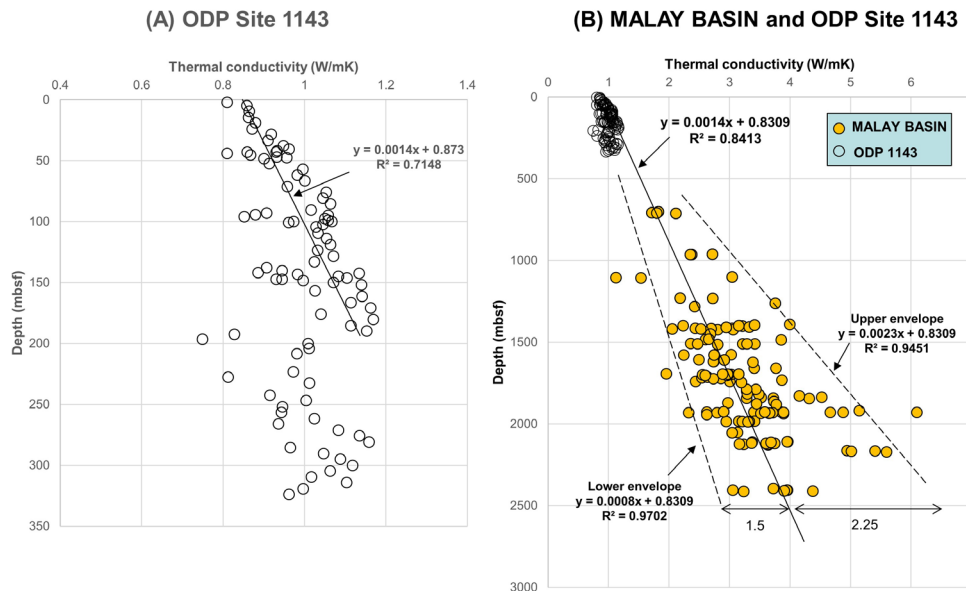 (A) ODP Site 1143
Thermal conductivity (W/mK)
0.4 0.6 0.8 1 1.2 1.4
0
50
100
150
200
250
300
350
Depth (mbsf)
y = 0.0014x + 0.873
R² = 0.7148
(B) MALAY BASIN and ODP Site 1143
Thermal conductivity (W/mK)
0 1 2 3 4 5 6
0
500
1000
1500
2000
2500
3000
Depth (mbsf)
y = 0.0014x + 0.8309
R² = 0.8413
MALAY BASIN
ODP 1143
Upper envelope
y = 0.0023x + 0.8309
R² = 0.9451
Lower envelope
y = 0.0008x + 0.8309
R² = 0.9702
1.5
2.25